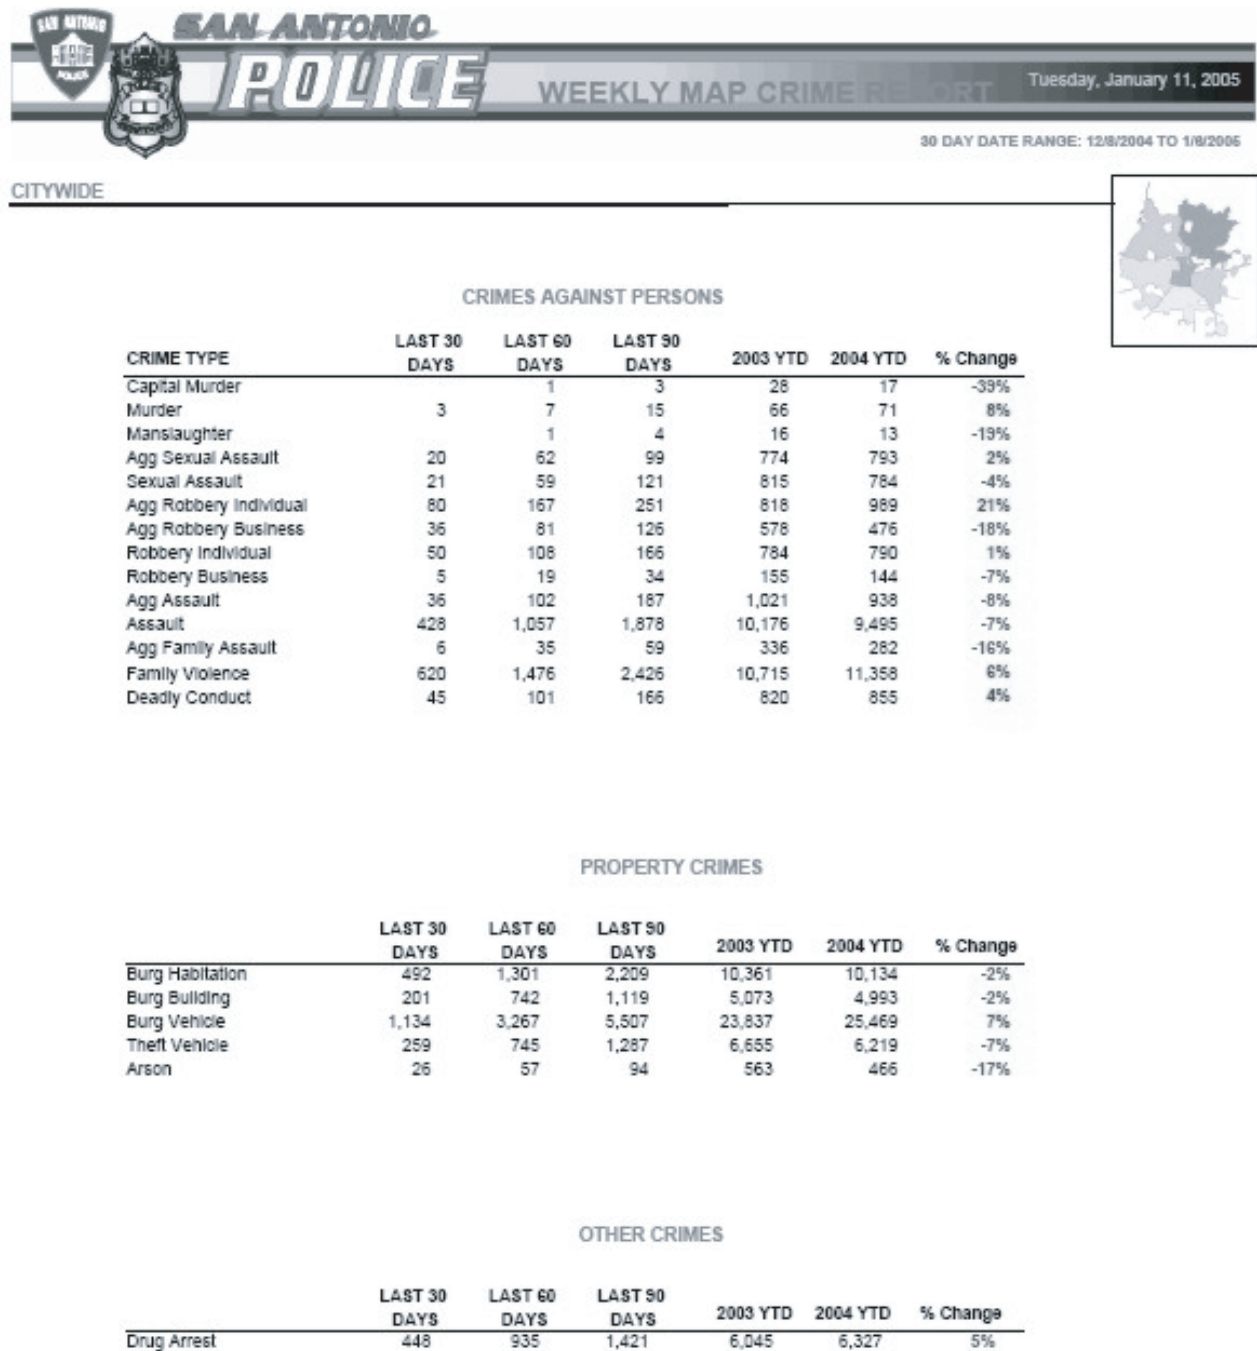 SAN ANTONIO
POLICE
SAN ANTONIO
POLICE
WEEKLY MAP CRIME REPORT
Tuesday, January 11, 2005
30 DAY DATE RANGE: 12/8/2004 TO 1/6/2005
CITYWIDE
CRIMES AGAINST PERSONS
CRIME TYPE LAST 30 DAYS LAST 60 DAYS LAST 90 DAYS 2003 YTD 2004 YTD % Change
Capital Murder 1 3 28 17 -39%
Murder 3 7 15 66 71 8%
Manslaughter 1 4 16 13 -19%
Agg Sexual Assault 20 62 99 774 793 2%
Sexual Assault 21 59 121 815 784 -4%
Agg Robbery Individual 80 167 251 818 989 21%
Agg Robbery Business 36 81 126 578 476 -18%
Robbery Individual 50 108 166 784 790 1%
Robbery Business 5 19 34 155 144 -7%
Agg Assault 36 102 187 1,021 938 -8%
Assault 428 1,057 1,878 10,176 9,495 -7%
Agg Family Assault 6 35 59 336 282 -16%
Family Violence 620 1,476 2,426 10,715 11,358 6%
Deadly Conduct 45 101 166 820 855 4%
PROPERTY CRIMES
LAST 30 DAYS LAST 60 DAYS LAST 90 DAYS 2003 YTD 2004 YTD % Change
Burg Habitation 492 1,301 2,209 10,361 10,134 -2%
Burg Building 201 742 1,119 5,073 4,993 -2%
Burg Vehicle 1,134 3,267 5,507 23,837 25,469 7%
Theft Vehicle 259 745 1,287 6,655 6,219 -7%
Arson 26 57 94 563 466 -17%
OTHER CRIMES
LAST 30 DAYS LAST 60 DAYS LAST 90 DAYS 2003 YTD 2004 YTD % Change
Drug Arrest 448 935 1,421 6,045 6,327 5%